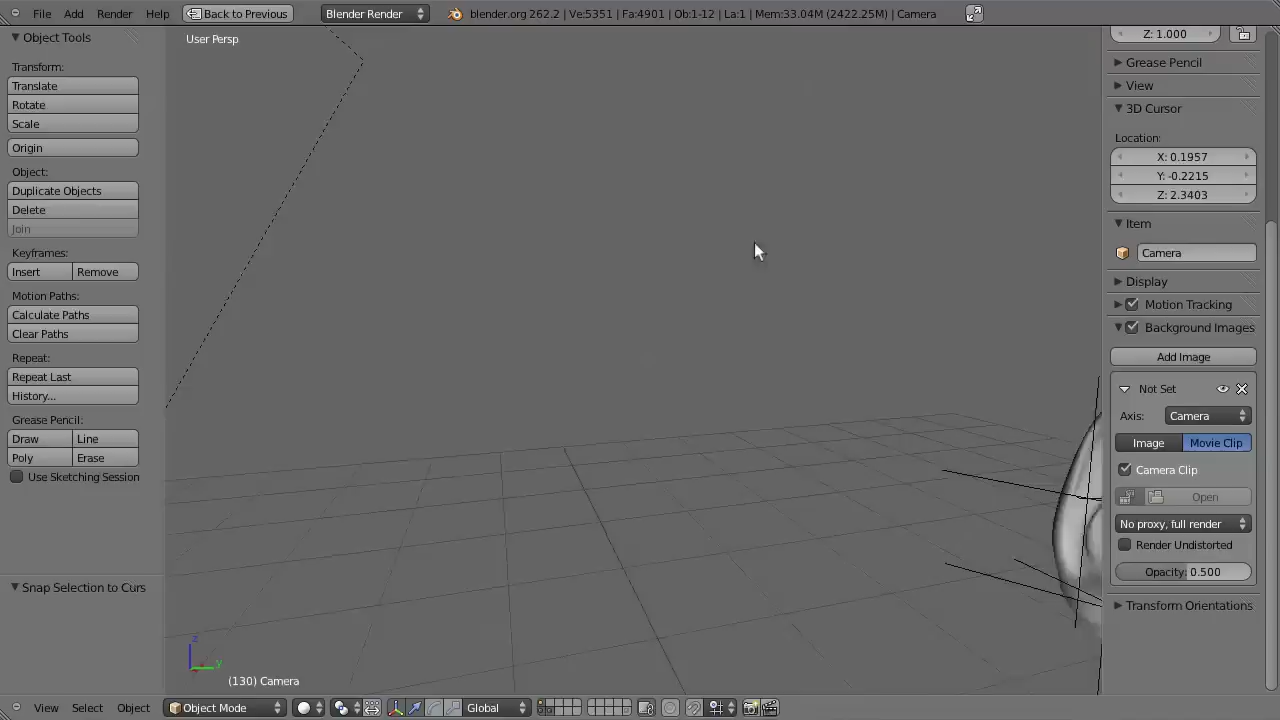 File Add Render Help Back to Previous Blender Render blender.org 262.2 | Ve:5351 | Fa:4901 | Ob:1-12 | La:1 | Mem:33.04M (2422.25M) | Camera
Object Tools
Transform:
Translate
Rotate
Scale
Origin
Object:
Duplicate Objects
Delete
Join
Keyframes:
Insert Remove
Motion Paths:
Calculate Paths
Clear Paths
Repeat:
Repeat Last
History...
Grease Pencil:
Draw Line
Poly Erase
Use Sketching Session
Snap Selection to Curs
User Persp
z
y
(130) Camera
Z: 1.000
Grease Pencil
View
3D Cursor
Location:
X: 0.1957
Y: -0.2215
Z: 2.3403
Item
Camera
Display
Motion Tracking
Background Images
Add Image
Not Set
Axis: Camera
Image Movie Clip
Camera Clip
Open
No proxy, full render
Render Undistorted
Opacity: 0.500
Transform Orientations
View Select Object Object Mode Global